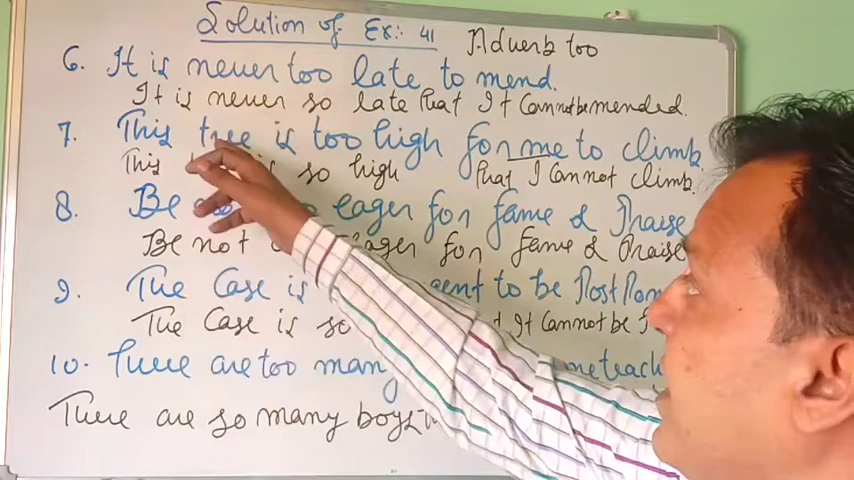 Solution of Ex:- 41
Adverb too
6. It is never too late to mend.
It is never so late that It Cannot be mended.
7. This tree is too high for me to climb.
This is so high that I Cannot climb.
8. Be eager for fame & Praise
Be not eager for fame & Praise
9. The Case is to be
The Case is It Cannot be
10. There are too many
There are so many boys